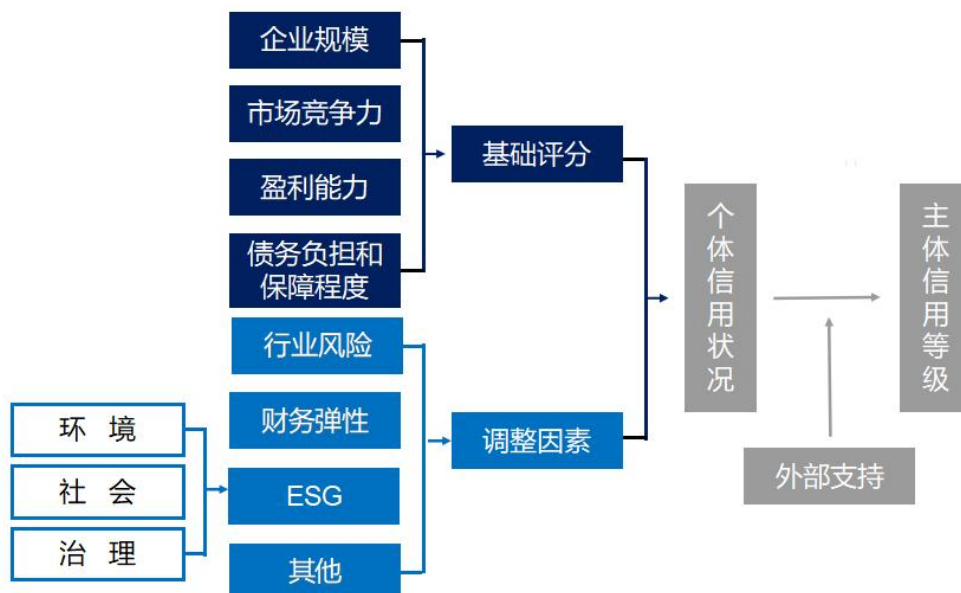 企业规模
市场竞争力
盈利能力
债务负担和
保障程度
基础评分
行业风险
财务弹性
ESG
其他
环 境
社 会
治 理
调整因素
个体信用状况
外部支持
主体信用等级